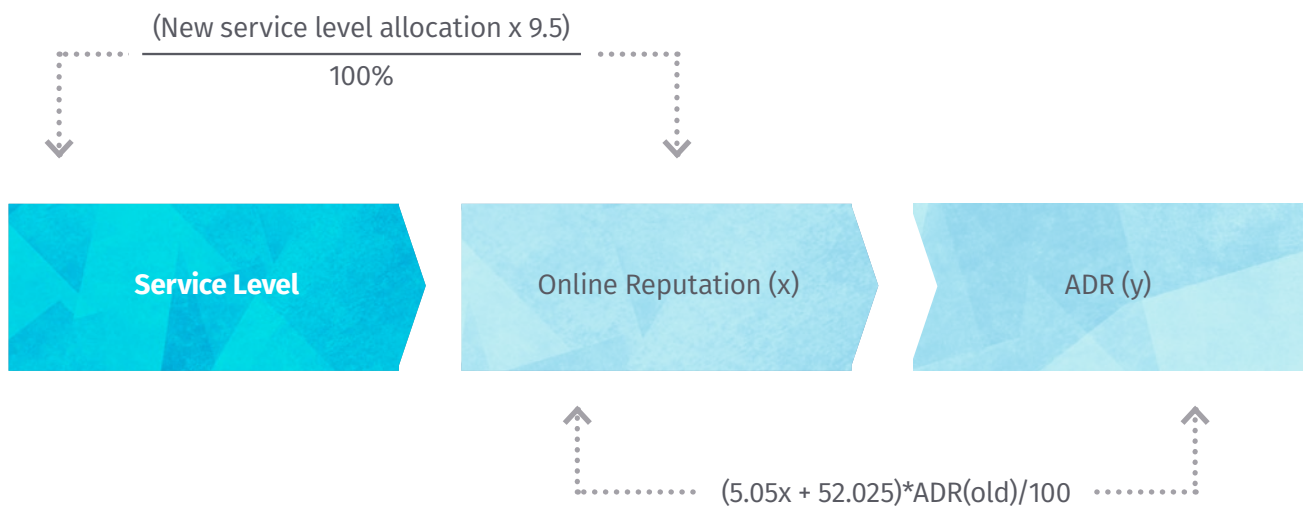 (New service level allocation x 9.5)
100%
Service Level
Online Reputation (x)
ADR (y)
(5.05x + 52.025)*ADR(old)/100